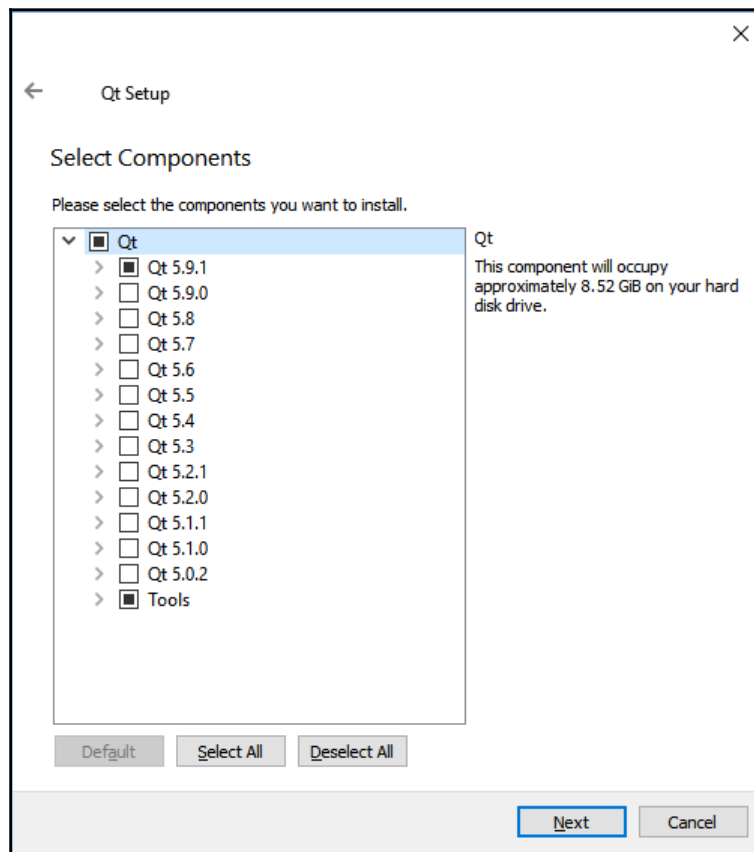 Qt Setup
Select Components
Please select the components you want to install.
Qt
Qt 5.9.1
Qt 5.9.0
Qt 5.8
Qt 5.7
Qt 5.6
Qt 5.5
Qt 5.4
Qt 5.3
Qt 5.2.1
Qt 5.2.0
Qt 5.1.1
Qt 5.1.0
Qt 5.0.2
Tools
Qt
This component will occupy
approximately 8.52 GiB on your hard
disk drive.
Default Select All Deselect All
Next Cancel